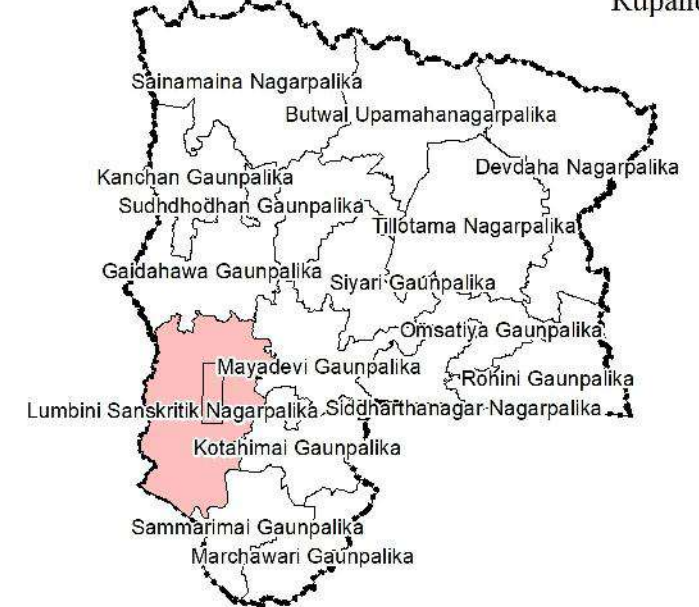 Sainamaina Nagarpalika
Butwal Upamahanagarpalika
Devdaha Nagarpalika
Kanchan Gaunpalika
Sudhdhodhan Gaunpalika
Tillotama Nagarpalika
Gaidahawa Gaunpalika
Siyari Gaunpalika
Omsatiya Gaunpalika
Mayadevi Gaunpalika
Rohini Gaunpalika
Lumbini Sanskritik Nagarpalika
Siddharthanagar Nagarpalika
Kotahimai Gaunpalika
Sammarimai Gaunpalika
Marchawari Gaunpalika